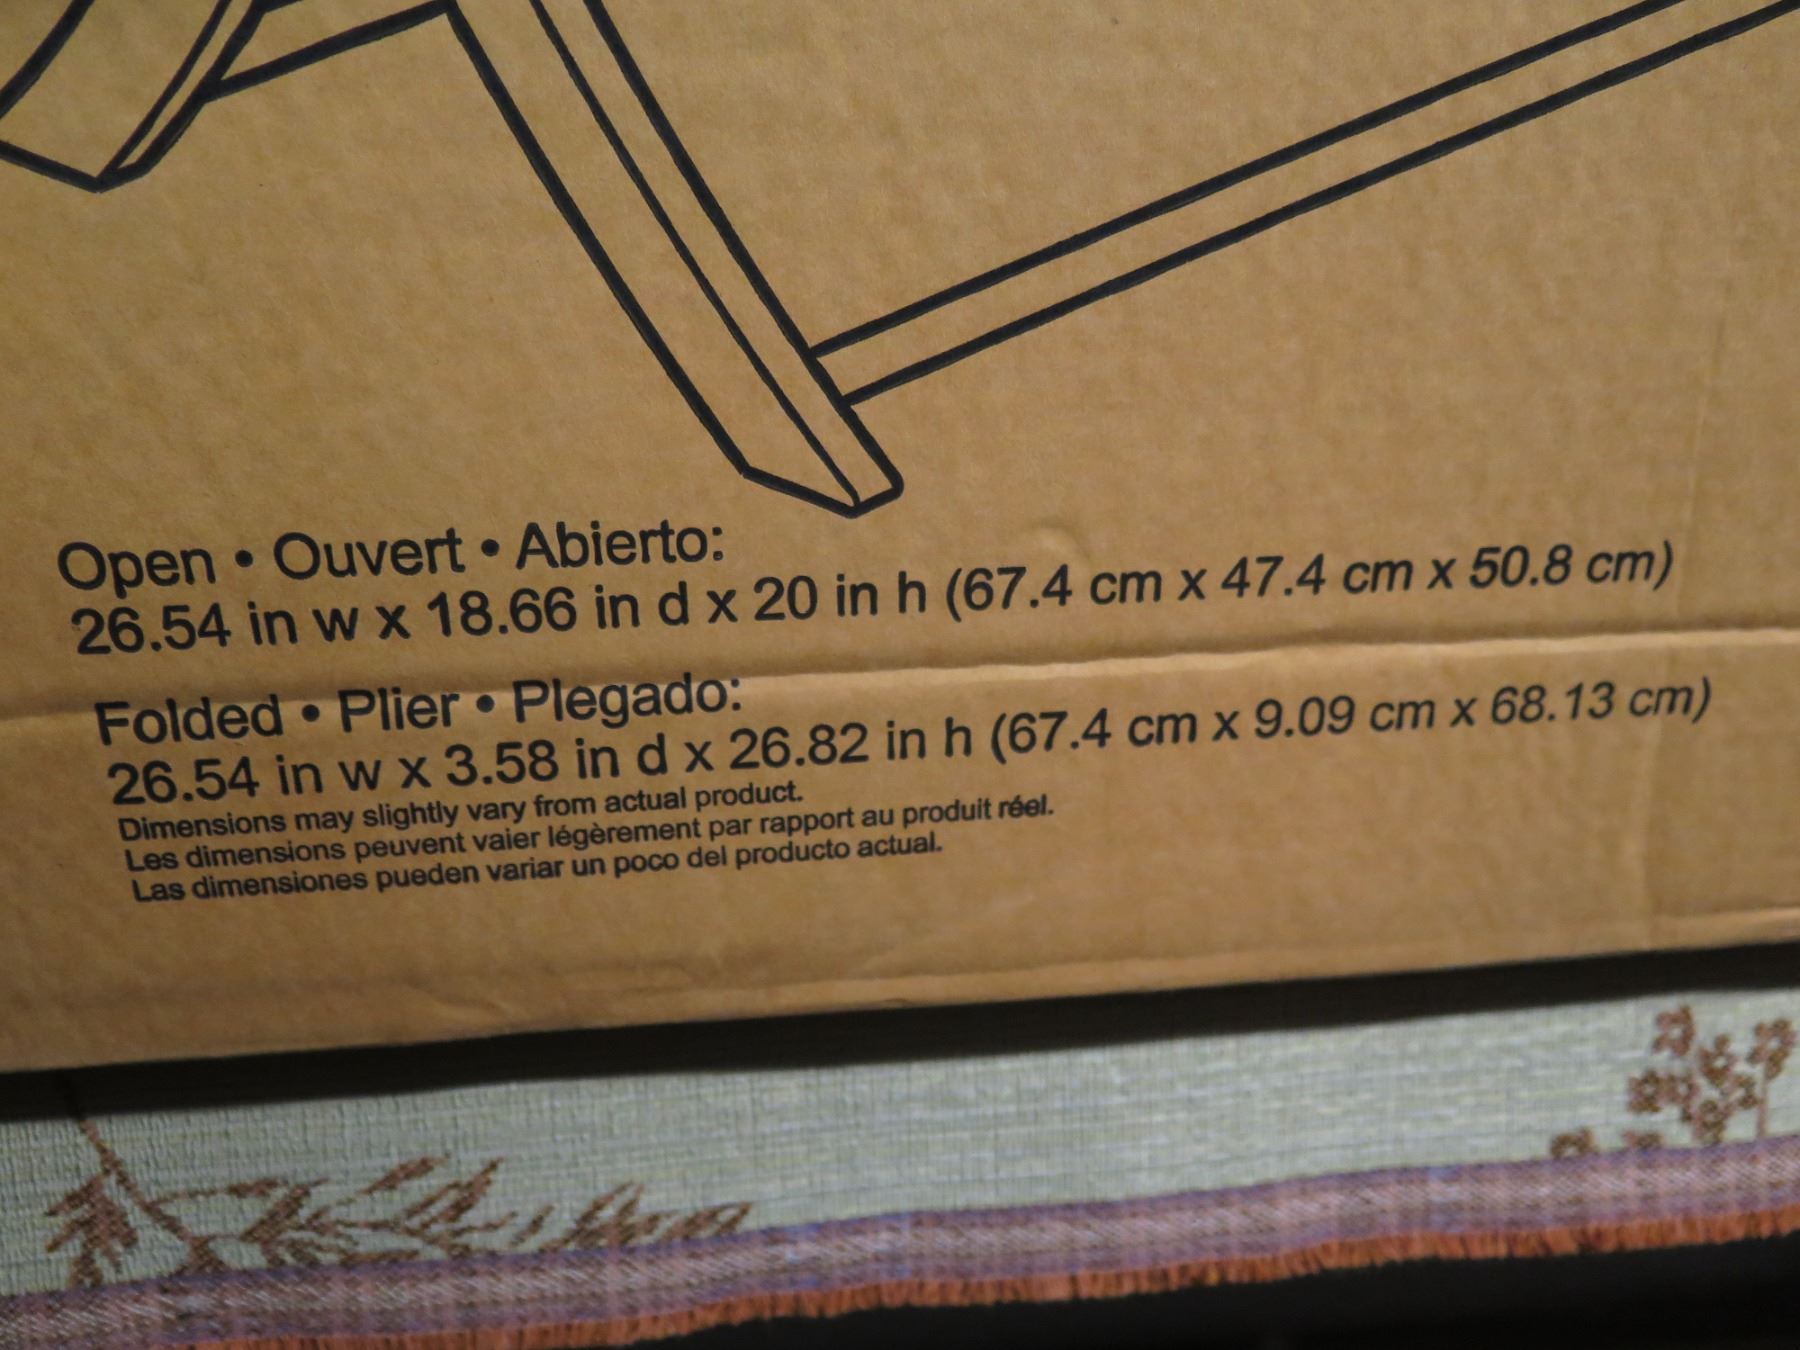 Open • Ouvert • Abierto:
26.54 in w x 18.66 in d x 20 in h (67.4 cm x 47.4 cm x 50.8 cm)
Folded • Plier • Plegado:
26.54 in w x 3.58 in d x 26.82 in h (67.4 cm x 9.09 cm x 68.13 cm)
Dimensions may slightly vary from actual product.
Les dimensions peuvent vaier légèrement par rapport au produit réel.
Las dimensiones pueden variar un poco del producto actual.